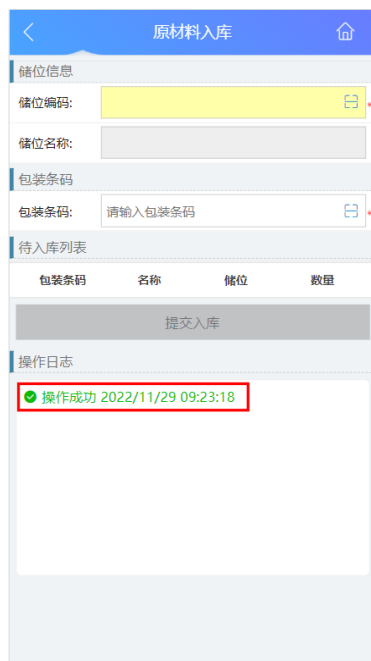 原材料入库
储位信息
储位编码: *
储位名称:
包装条码
包装条码: 请输入包装条码 *
待入库列表
包装条码 名称 储位 数量
提交入库
操作日志
操作成功 2022/11/29 09:23:18